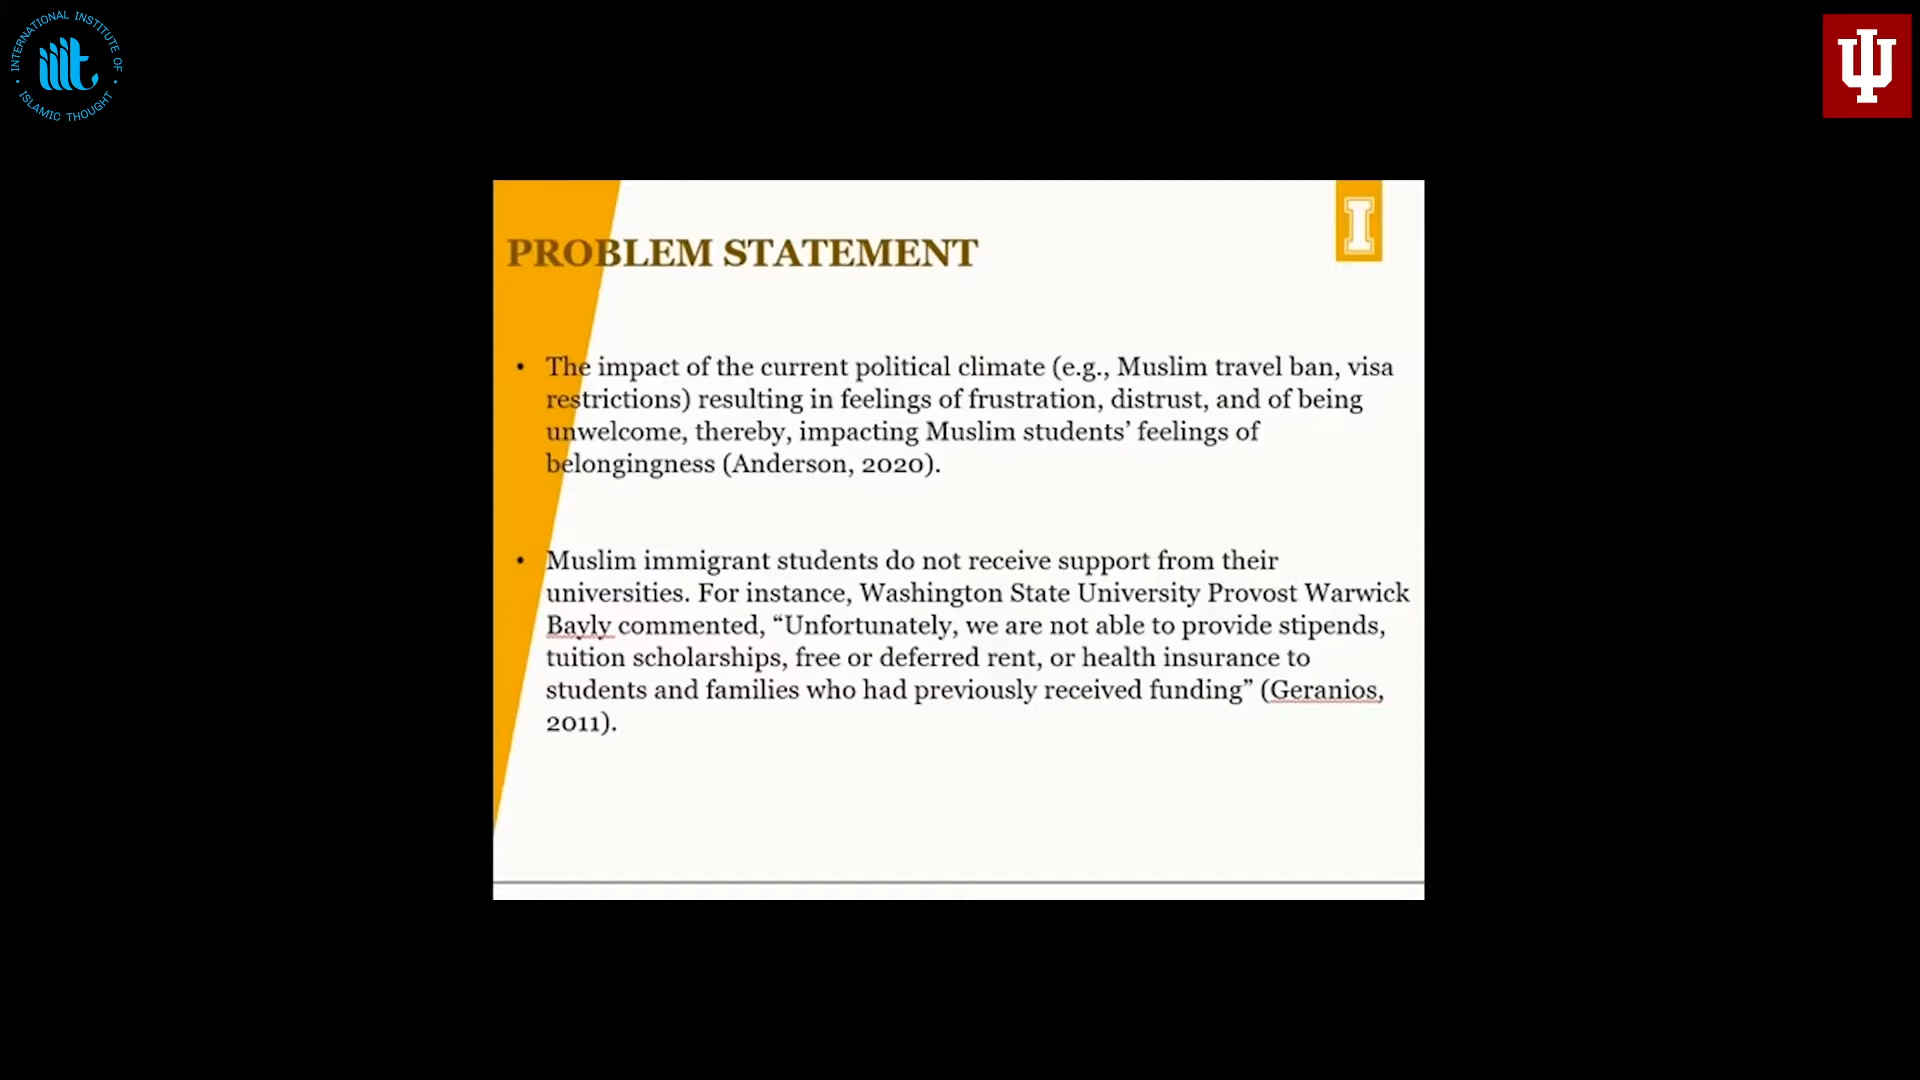 INTERNATIONAL INSTITUTE OF
ISLAMIC THOUGHT
iiit
I
PROBLEM STATEMENT
• The impact of the current political climate (e.g., Muslim travel ban, visa
restrictions) resulting in feelings of frustration, distrust, and of being
unwelcome, thereby, impacting Muslim students’ feelings of
belongingness (Anderson, 2020).
• Muslim immigrant students do not receive support from their
universities. For instance, Washington State University Provost Warwick
Bayly commented, “Unfortunately, we are not able to provide stipends,
tuition scholarships, free or deferred rent, or health insurance to
students and families who had previously received funding” (Geranios,
2011).